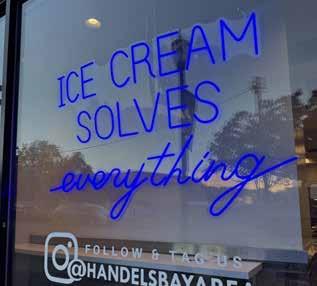 ICE CREAM
SOLVES
everything
FOLLOW & TAG US
@HANDELSBAYAREA